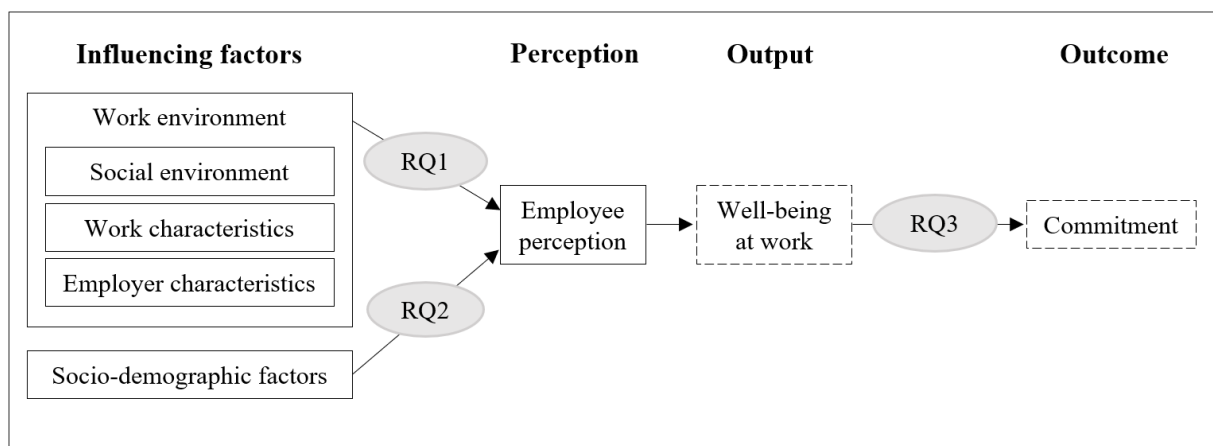 Influencing factors
Perception
Output
Outcome
Work environment
Social environment
Work characteristics
Employer characteristics
Socio-demographic factors
RQ1
RQ2
Employee
perception
Well-being
at work
RQ3
Commitment